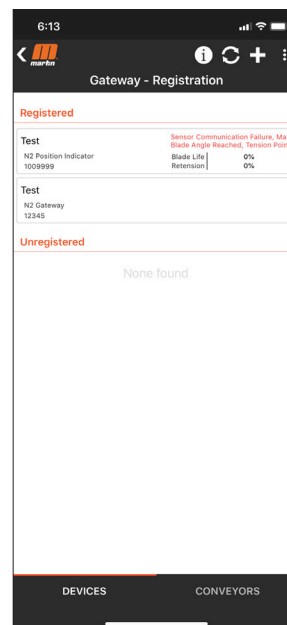 6:13
martin
Gateway - Registration
Registered
Test
Sensor Communication Failure, Ma
Blade Angle Reached, Tension Poin
N2 Position Indicator
1009999
Blade Life 0%
Retension 0%
Test
N2 Gateway
12345
Unregistered
None found
DEVICES CONVEYORS